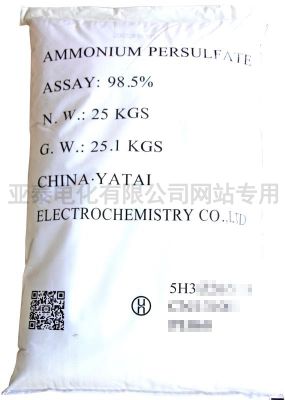 AMMONIUM PERSULFATE
ASSAY: 98.5%
N. W.: 25 KGS
G. W.: 25.1 KGS
CHINA·YATAI
亚泰电化有限公司网站专用
ELECTROCHEMISTRY CO.,LTD
5H3